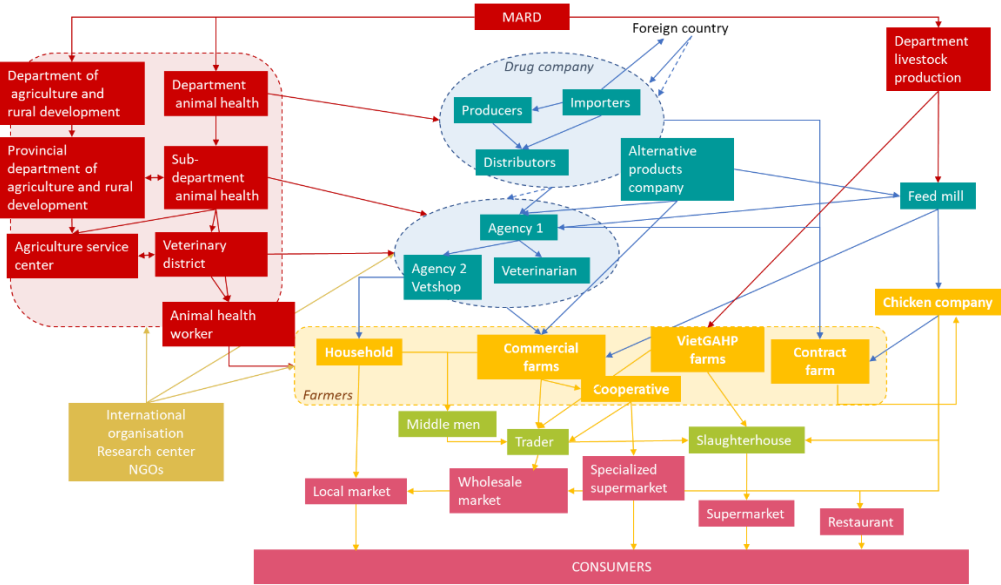 MARD
Foreign country
Department of
agriculture and
rural development
Department
animal health
Drug company
Producers
Importers
Distributors
Department
livestock
production
Provincial
department of
agriculture and rural
development
Sub-
department
animal health
Alternative
products
company
Feed mill
Agriculture service
center
Veterinary
district
Agency 1
Agency 2
Vetshop
Veterinarian
Animal health
worker
Chicken company
Household
Commercial
farms
VietGAHP
farms
Contract
farm
Cooperative
Farmers
International
organisation
Research center
NGOs
Middle men
Trader
Slaughterhouse
Local market
Wholesale
market
Specialized
supermarket
Supermarket
Restaurant
CONSUMERS